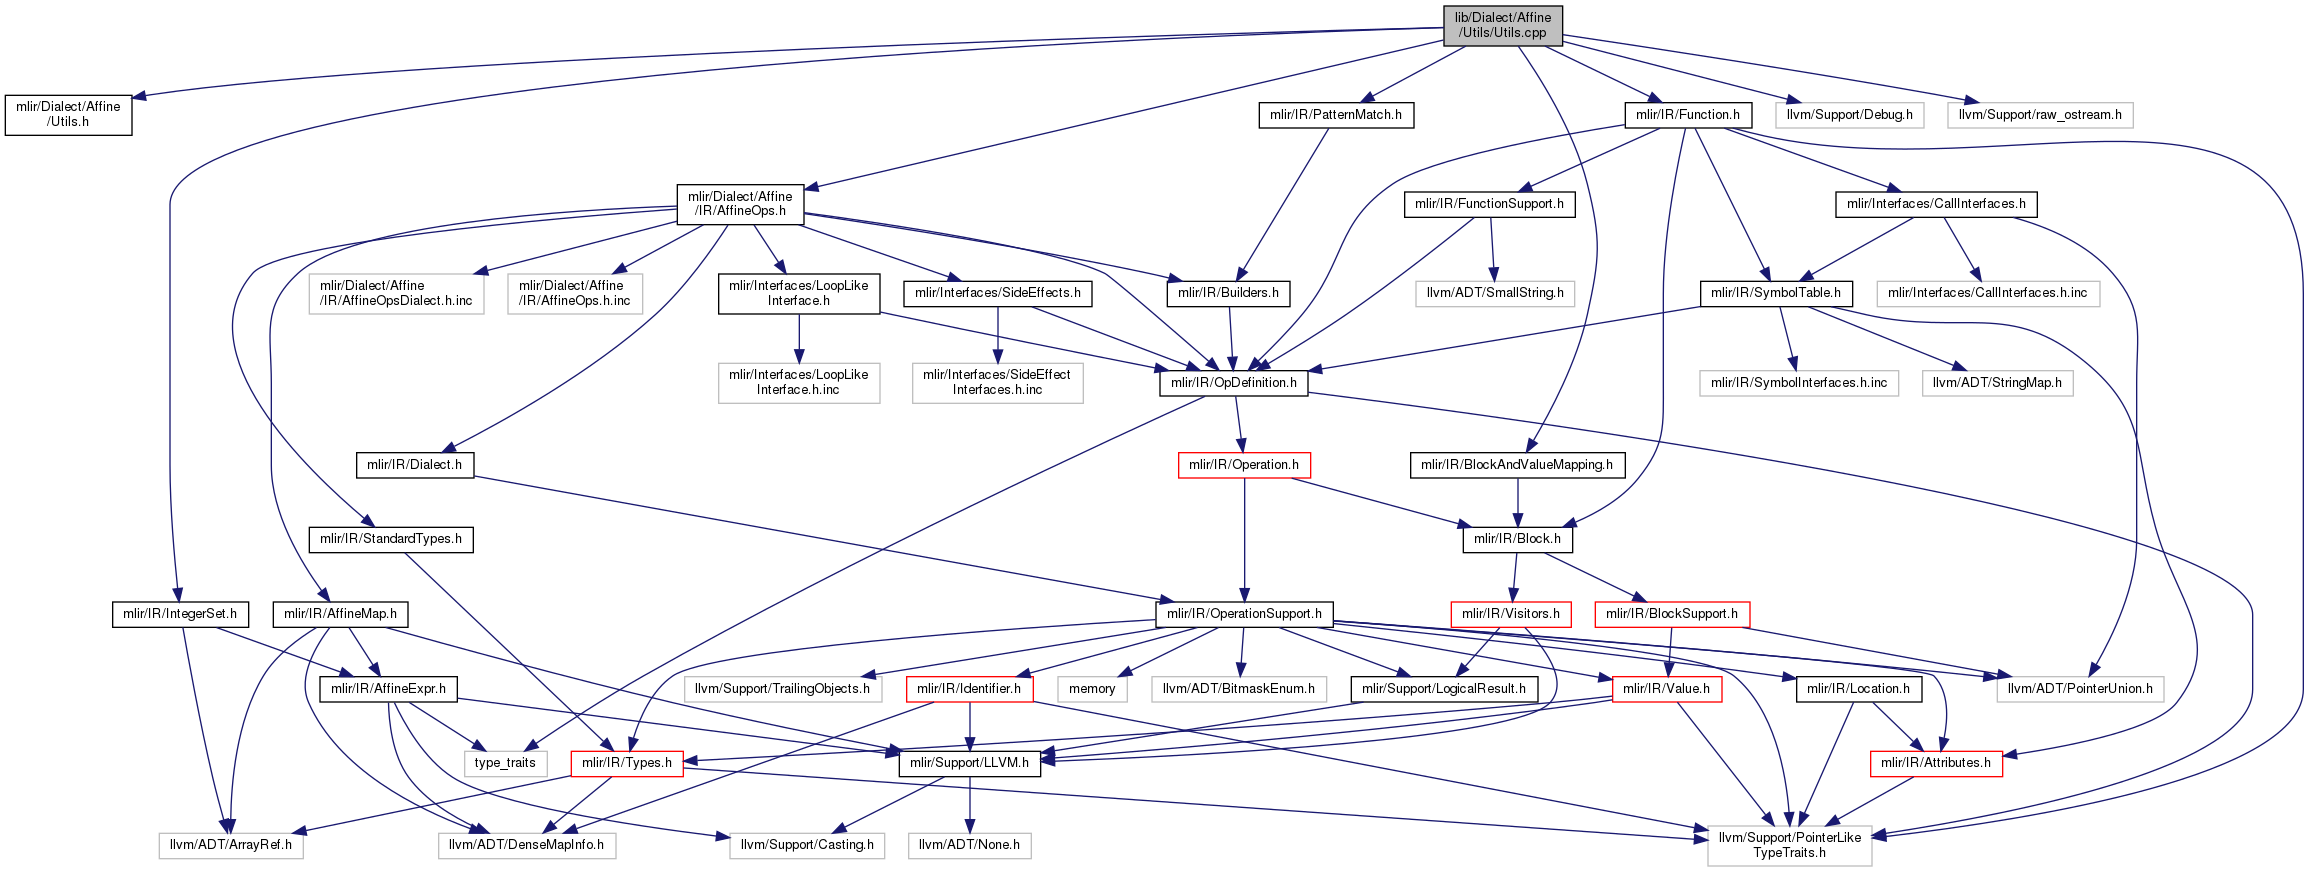 lib/Dialect/Affine
/Utils/Utils.cpp
mlir/Dialect/Affine
/Utils.h
mlir/IR/PatternMatch.h
mlir/IR/Function.h
llvm/Support/Debug.h
llvm/Support/raw_ostream.h
mlir/Dialect/Affine
/IR/AffineOps.h
mlir/IR/FunctionSupport.h
mlir/Interfaces/CallInterfaces.h
mlir/Dialect/Affine
/IR/AffineOpsDialect.h.inc
mlir/Dialect/Affine
/IR/AffineOps.h.inc
mlir/Interfaces/LoopLike
Interface.h
mlir/Interfaces/SideEffects.h
mlir/IR/Builders.h
llvm/ADT/SmallString.h
mlir/IR/SymbolTable.h
mlir/Interfaces/CallInterfaces.h.inc
mlir/Interfaces/LoopLike
Interface.h.inc
mlir/Interfaces/SideEffect
Interfaces.h.inc
mlir/IR/OpDefinition.h
mlir/IR/SymbolInterfaces.h.inc
llvm/ADT/StringMap.h
mlir/IR/Dialect.h
mlir/IR/Operation.h
mlir/IR/BlockAndValueMapping.h
mlir/IR/StandardTypes.h
mlir/IR/Block.h
mlir/IR/IntegerSet.h
mlir/IR/AffineMap.h
mlir/IR/OperationSupport.h
mlir/IR/Visitors.h
mlir/IR/BlockSupport.h
mlir/IR/AffineExpr.h
llvm/Support/TrailingObjects.h
mlir/IR/Identifier.h
memory
llvm/ADT/BitmaskEnum.h
mlir/Support/LogicalResult.h
mlir/IR/Value.h
mlir/IR/Location.h
llvm/ADT/PointerUnion.h
type_traits
mlir/IR/Types.h
mlir/Support/LLVM.h
mlir/IR/Attributes.h
llvm/ADT/ArrayRef.h
llvm/ADT/DenseMapInfo.h
llvm/Support/Casting.h
llvm/ADT/None.h
llvm/Support/PointerLike
TypeTraits.h